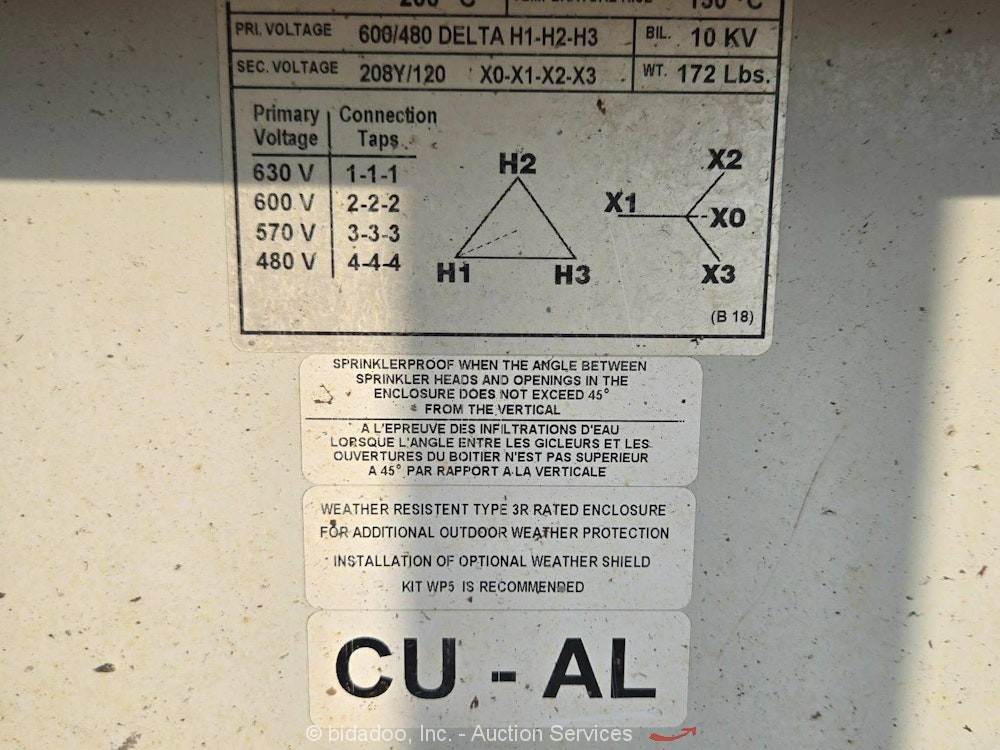 200 °C TEMPERATURE RISE 150 °C
PRI. VOLTAGE 600/480 DELTA H1-H2-H3 BIL. 10 KV
SEC. VOLTAGE 208Y/120 X0-X1-X2-X3 WT. 172 Lbs.
Primary Connection
Voltage Taps
630 V 1-1-1
600 V 2-2-2
570 V 3-3-3
480 V 4-4-4
H2
H1 H3
X2
X1 X0
X3
(B 18)
SPRINKLERPROOF WHEN THE ANGLE BETWEEN
SPRINKLER HEADS AND OPENINGS IN THE
ENCLOSURE DOES NOT EXCEED 45°
FROM THE VERTICAL
A L'EPREUVE DES INFILTRATIONS D'EAU
LORSQUE L'ANGLE ENTRE LES GICLEURS ET LES
OUVERTURES DU BOITIER N'EST PAS SUPERIEUR
A 45° PAR RAPPORT A LA VERTICALE
WEATHER RESISTENT TYPE 3R RATED ENCLOSURE
FOR ADDITIONAL OUTDOOR WEATHER PROTECTION
INSTALLATION OF OPTIONAL WEATHER SHIELD
KIT WP5 IS RECOMMENDED
CU - AL
© bidadoo, Inc. - Auction Services